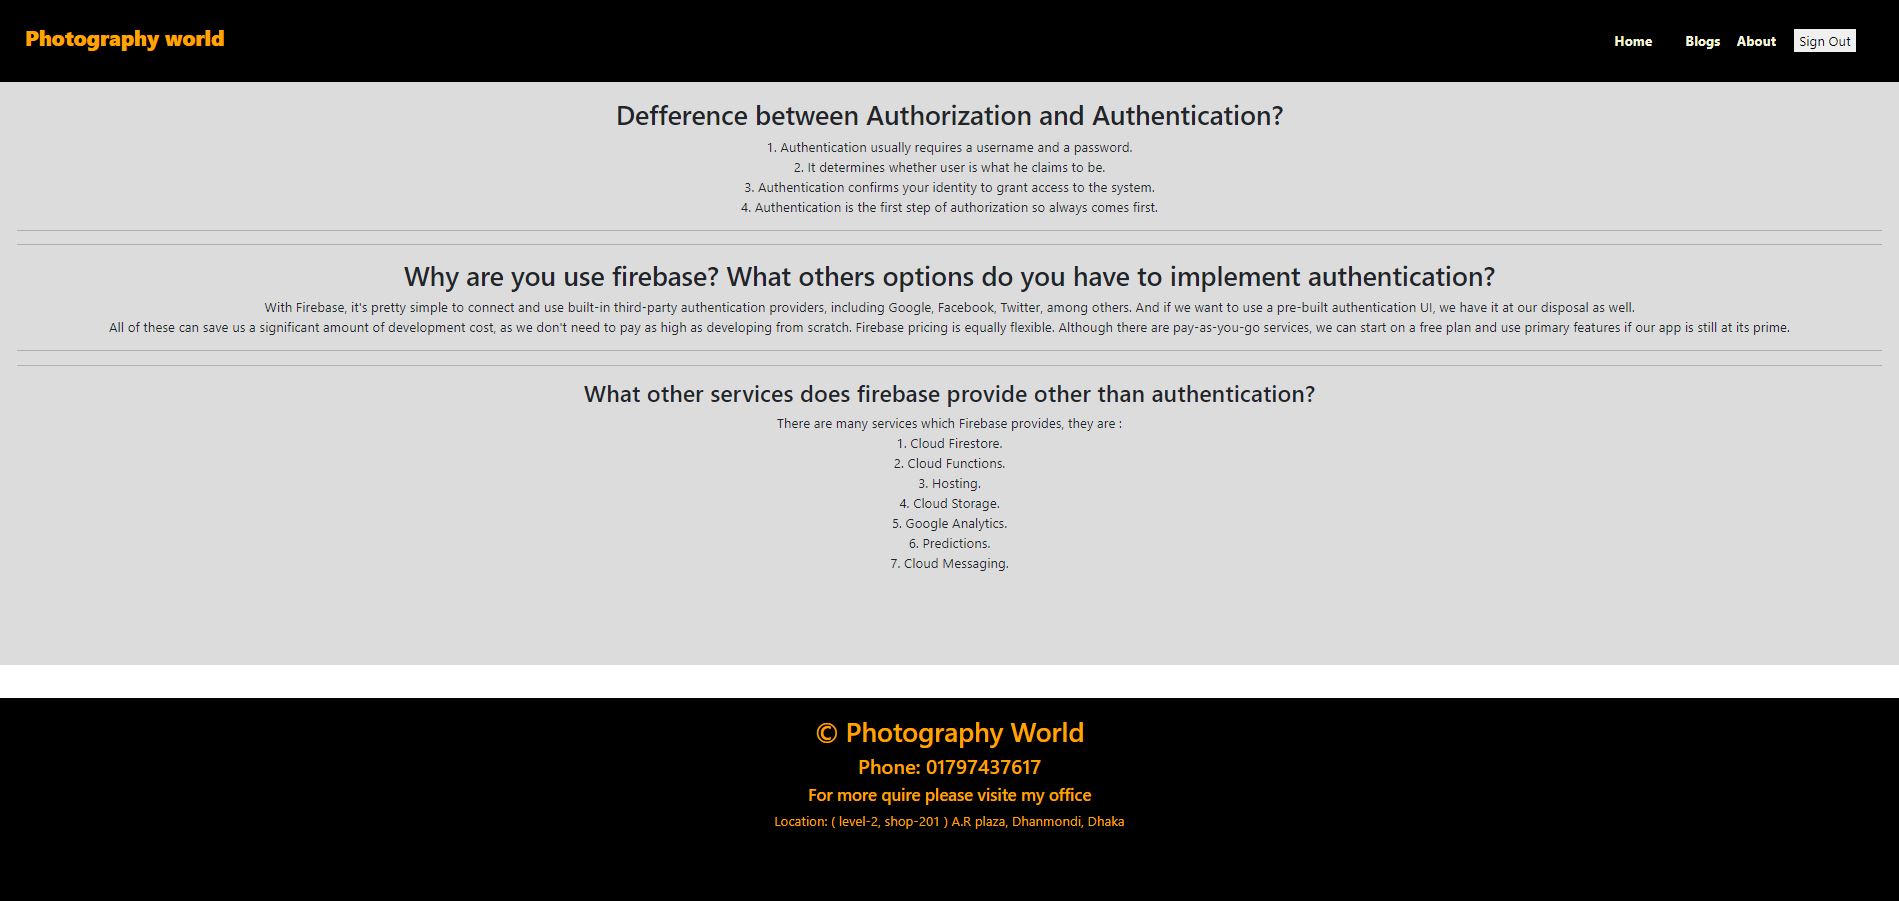 Photography world
Home Blogs About Sign Out
Defference between Authorization and Authentication?
1. Authentication usually requires a username and a password.
2. It determines whether user is what he claims to be.
3. Authentication confirms your identity to grant access to the system.
4. Authentication is the first step of authorization so always comes first.
Why are you use firebase? What others options do you have to implement authentication?
With Firebase, it's pretty simple to connect and use built-in third-party authentication providers, including Google, Facebook, Twitter, among others. And if we want to use a pre-built authentication UI, we have it at our disposal as well.
All of these can save us a significant amount of development cost, as we don't need to pay as high as developing from scratch. Firebase pricing is equally flexible. Although there are pay-as-you-go services, we can start on a free plan and use primary features if our app is still at its prime.
What other services does firebase provide other than authentication?
There are many services which Firebase provides, they are :
1. Cloud Firestore.
2. Cloud Functions.
3. Hosting.
4. Cloud Storage.
5. Google Analytics.
6. Predictions.
7. Cloud Messaging.
© Photography World
Phone: 01797437617
For more quire please visite my office
Location: ( level-2, shop-201 ) A.R plaza, Dhanmondi, Dhaka